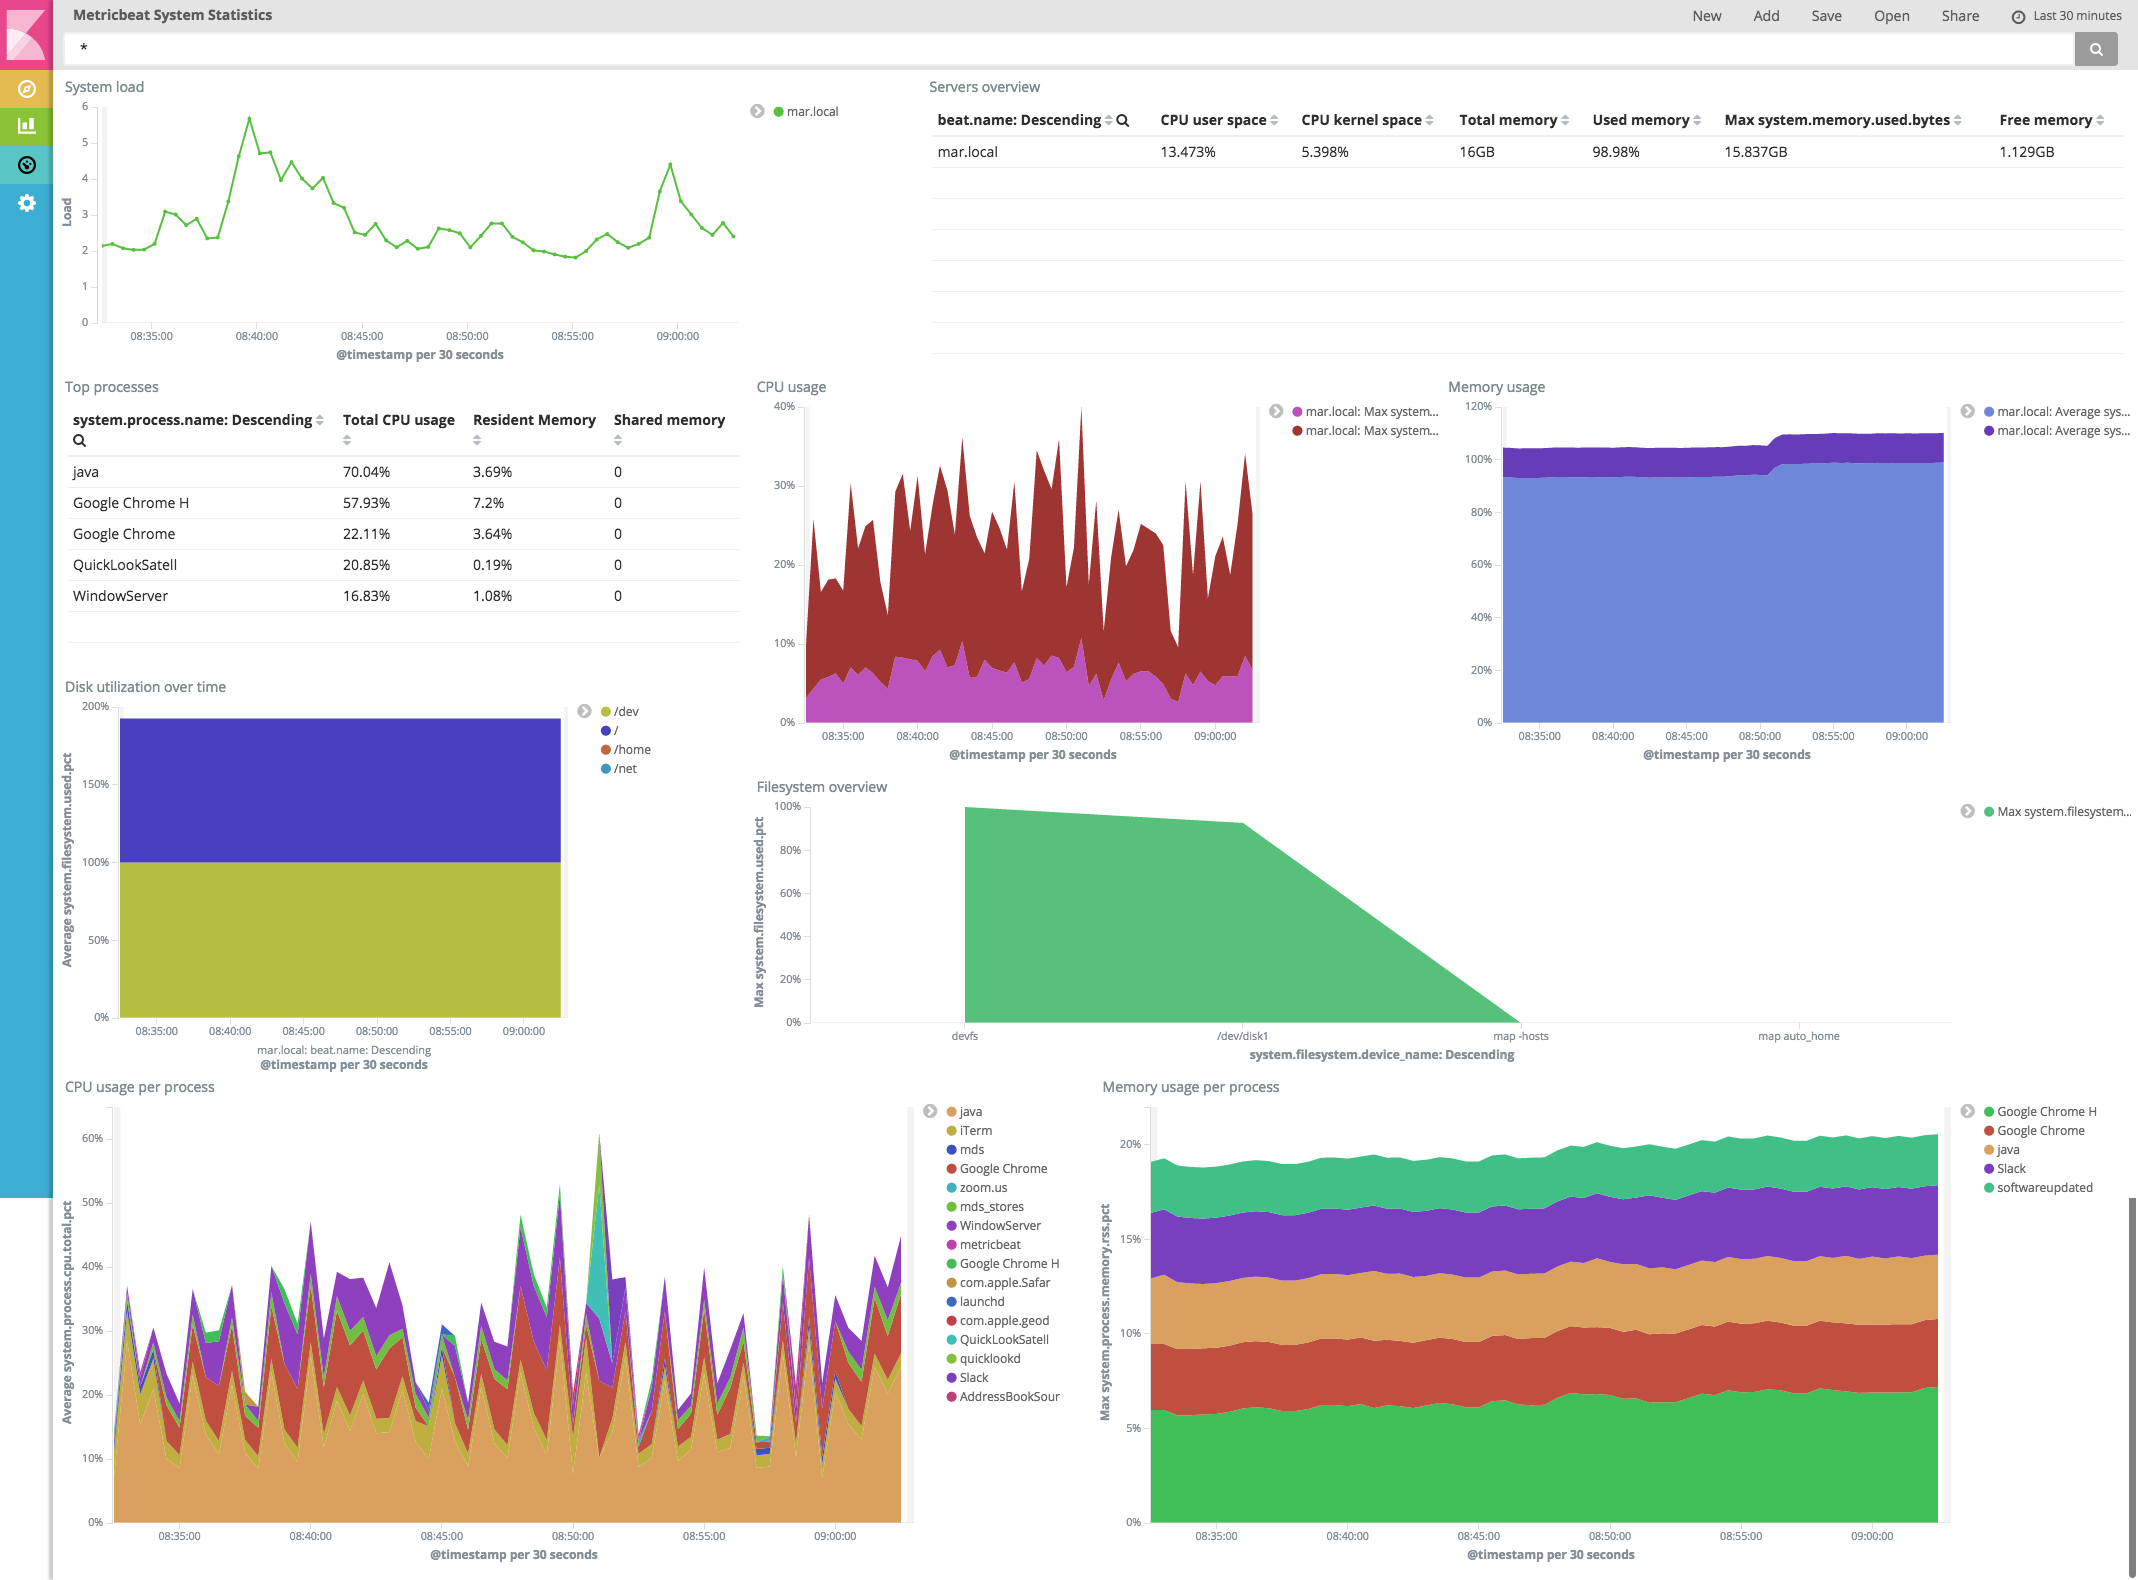 Metricbeat System Statistics
New Add Save Open Share Last 30 minutes
*
System load
6
5
4
3
2
1
0
Load
08:35:00 08:40:00 08:45:00 08:50:00 08:55:00 09:00:00
@timestamp per 30 seconds
mar.local
Servers overview
beat.name: Descending CPU user space CPU kernel space Total memory Used memory Max system.memory.used.bytes Free memory
mar.local 13.473% 5.398% 16GB 98.98% 15.837GB 1.129GB
Top processes
system.process.name: Descending Total CPU usage Resident Memory Shared memory
java 70.04% 3.69% 0
Google Chrome H 57.93% 7.2% 0
Google Chrome 22.11% 3.64% 0
QuickLookSatell 20.85% 0.19% 0
WindowServer 16.83% 1.08% 0
CPU usage
40%
30%
20%
10%
0%
08:35:00 08:40:00 08:45:00 08:50:00 08:55:00 09:00:00
@timestamp per 30 seconds
mar.local: Max system...
mar.local: Max system...
Memory usage
120%
100%
80%
60%
40%
20%
0%
08:35:00 08:40:00 08:45:00 08:50:00 08:55:00 09:00:00
@timestamp per 30 seconds
mar.local: Average sys...
mar.local: Average sys...
Disk utilization over time
200%
150%
100%
50%
0%
Average system.filesystem.used.pct
08:35:00 08:40:00 08:45:00 08:50:00 08:55:00 09:00:00
mar.local: beat.name: Descending
@timestamp per 30 seconds
/dev
/
/home
/net
Filesystem overview
100%
80%
60%
40%
20%
0%
Max system.filesystem.used.pct
devfs /dev/disk1 map -hosts map auto_home
system.filesystem.device_name: Descending
Max system.filesystem...
CPU usage per process
60%
50%
40%
30%
20%
10%
0%
Average system.process.cpu.total.pct
08:35:00 08:40:00 08:45:00 08:50:00 08:55:00 09:00:00
@timestamp per 30 seconds
java
iTerm
mds
Google Chrome
zoom.us
mds_stores
WindowServer
metricbeat
Google Chrome H
com.apple.Safar
launchd
com.apple.geod
QuickLookSatell
quicklookd
Slack
AddressBookSour
Memory usage per process
20%
15%
10%
5%
0%
Max system.process.memory.rss.pct
08:35:00 08:40:00 08:45:00 08:50:00 08:55:00 09:00:00
@timestamp per 30 seconds
Google Chrome H
Google Chrome
java
Slack
softwareupdated